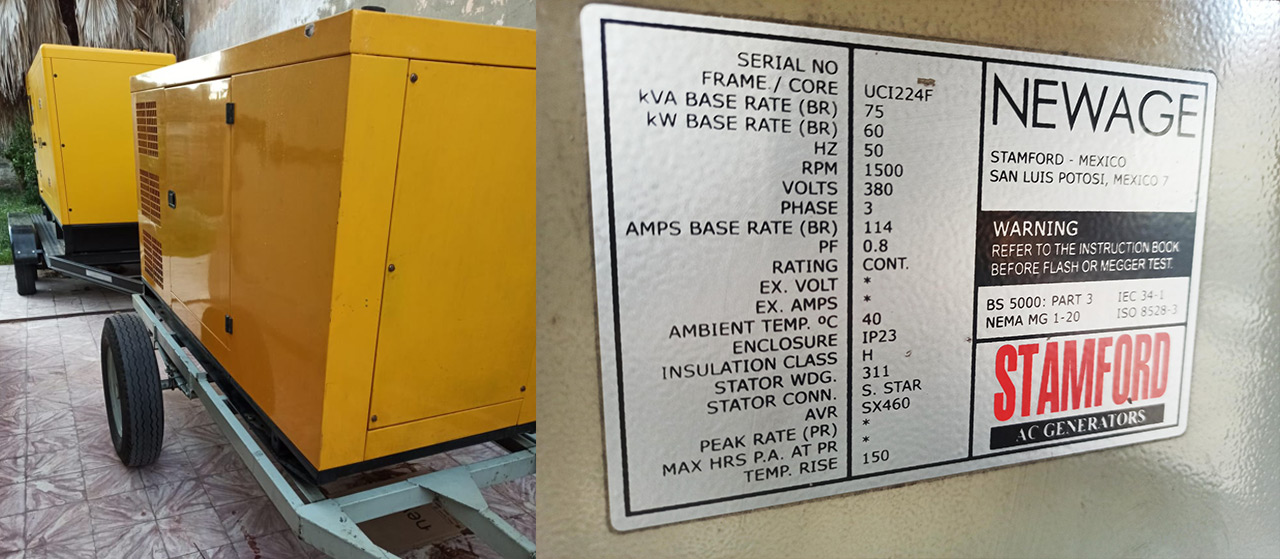 SERIAL NO
FRAME / CORE UCI224F
kVA BASE RATE (BR) 75
kW BASE RATE (BR) 60
HZ 50
RPM 1500
VOLTS 380
PHASE 3
AMPS BASE RATE (BR) 114
PF 0.8
RATING CONT.
EX. VOLT *
EX. AMPS *
AMBIENT TEMP. ºC 40
ENCLOSURE IP23
INSULATION CLASS H
STATOR WDG. 311
STATOR CONN. S. STAR
AVR SX460
PEAK RATE (PR) *
MAX HRS P.A. AT PR *
TEMP. RISE 150
NEWAGE
STAMFORD - MEXICO
SAN LUIS POTOSI, MEXICO 7
WARNING
REFER TO THE INSTRUCTION BOOK
BEFORE FLASH OR MEGGER TEST.
BS 5000: PART 3 IEC 34-1
NEMA MG 1-20 ISO 8528-3
STAMFORD
AC GENERATORS